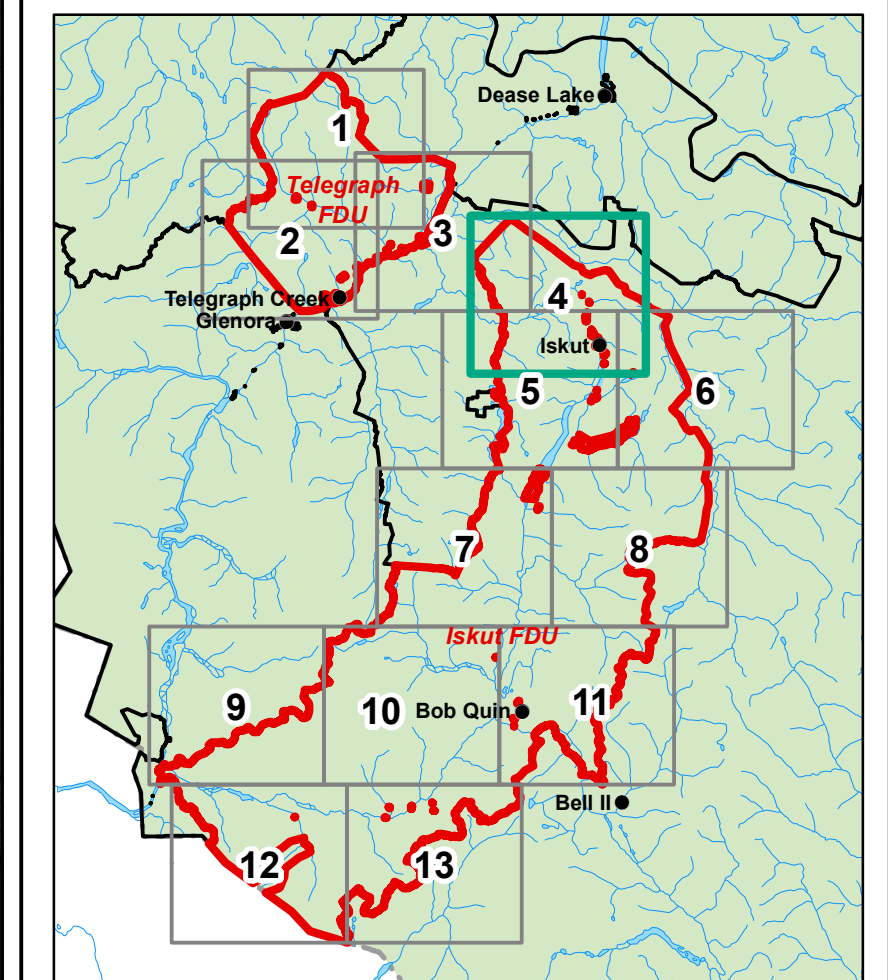 Dease Lake
1
Telegraph
FDU
2
3
4
Telegraph Creek
Glenora
Iskut
5
6
7
8
Iskut FDU
9
10
Bob Quin
11
Bell II
12
13